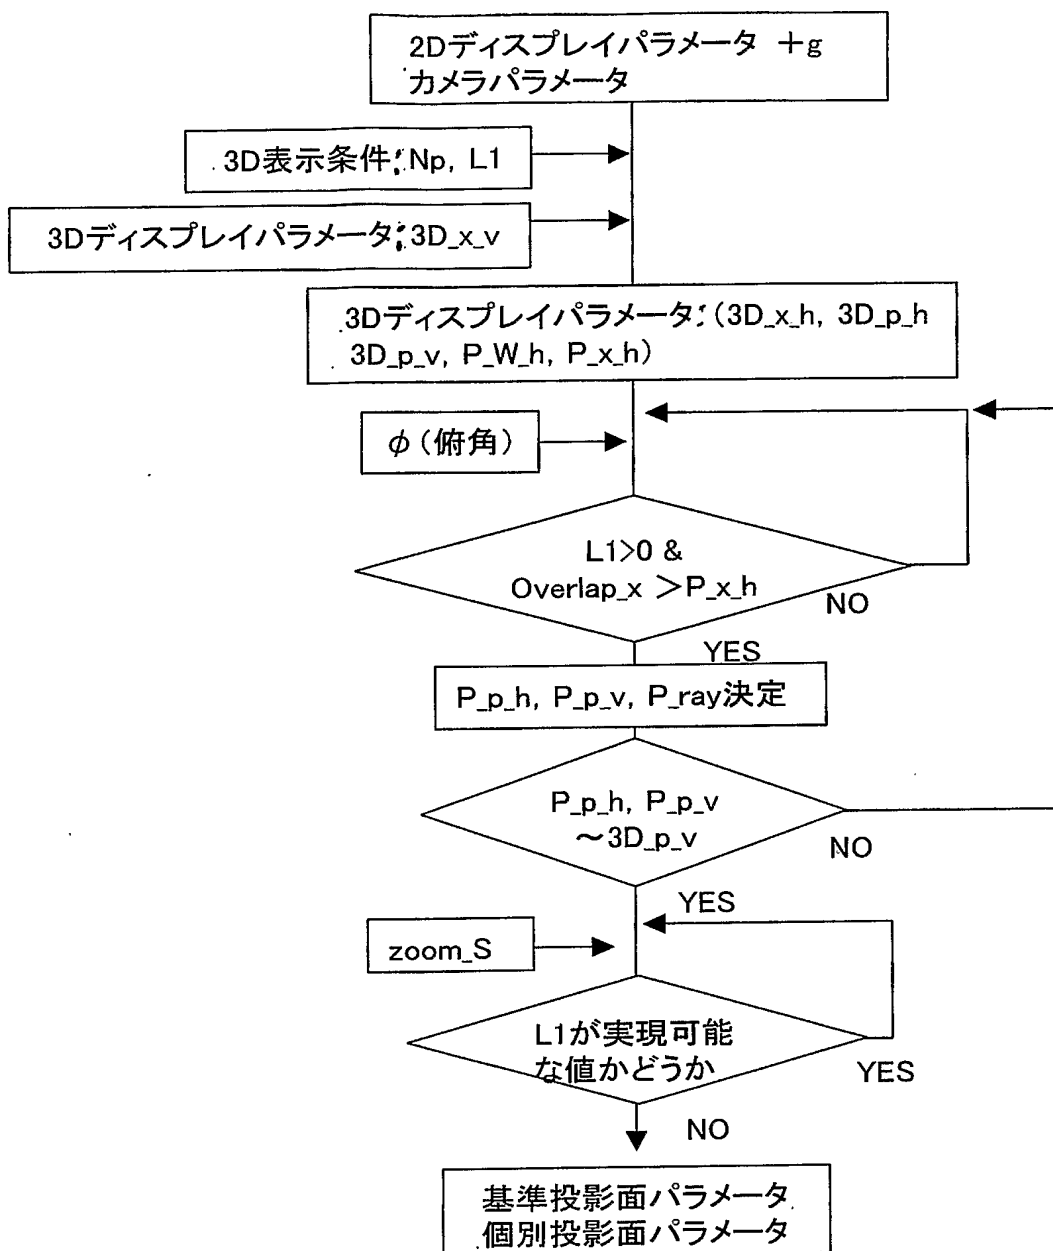 2Dディスプレイパラメータ +g
カメラパラメータ
3D表示条件:Np, L1
3Dディスプレイパラメータ:3D_x_v
3Dディスプレイパラメータ:(3D_x_h, 3D_p_h
3D_p_v, P_W_h, P_x_h)
φ(俯角)
L1>0 &
Overlap_x >P_x_h
NO
YES
P_p_h, P_p_v, P_ray決定
P_p_h, P_p_v
~3D_p_v
NO
YES
zoom_S
L1が実現可能
な値かどうか
YES
NO
基準投影面パラメータ
個別投影面パラメータ